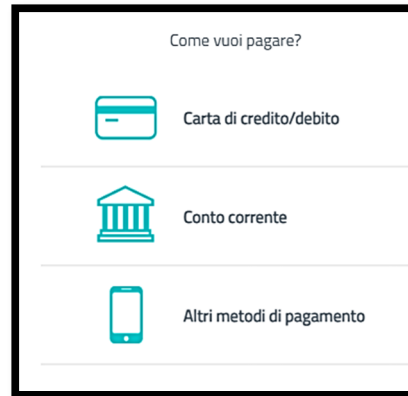 Come vuoi pagare?
Carta di credito/debito
Conto corrente
Altri metodi di pagamento